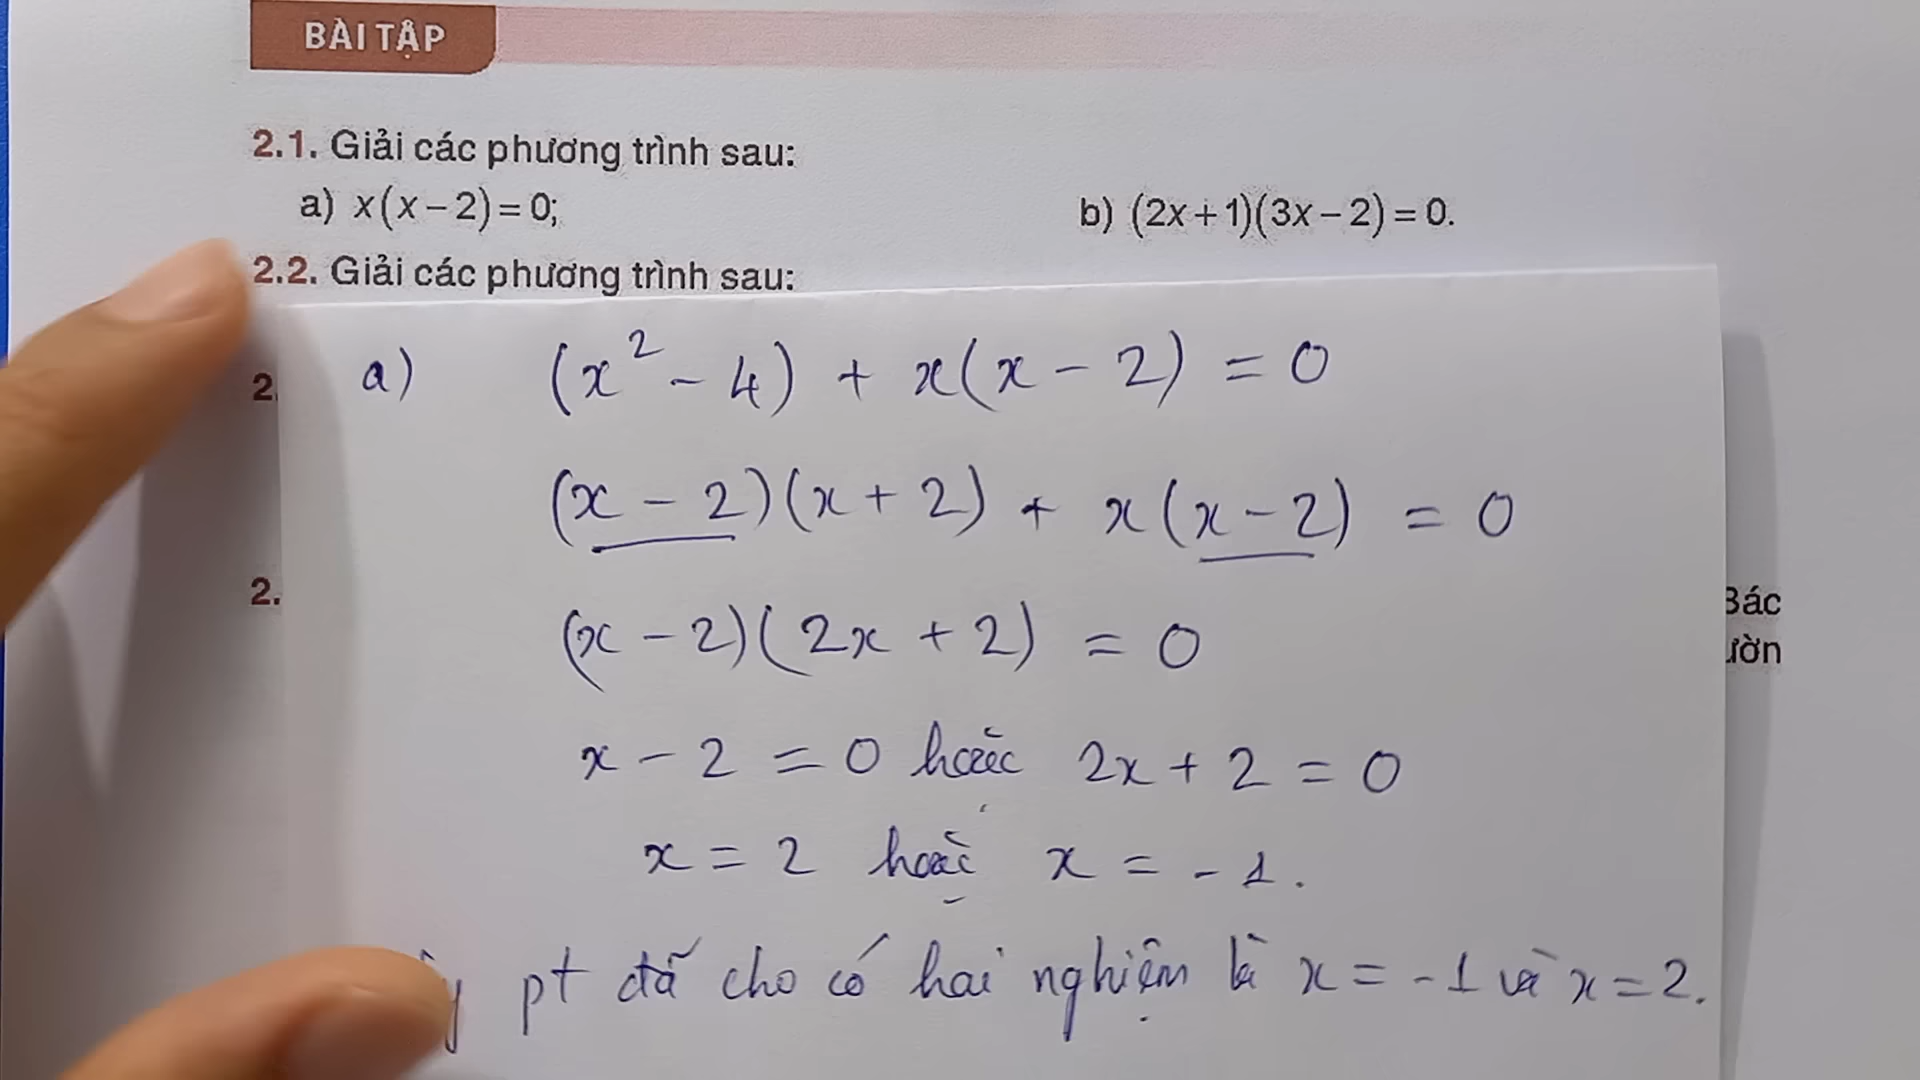 BÀI TẬP
2.1. Giải các phương trình sau:
a) x(x – 2) = 0;
b) (2x + 1)(3x – 2) = 0.
2.2. Giải các phương trình sau:
a) (x² - 4) + x(x - 2) = 0
2.
(x - 2)(x + 2) + x(x - 2) = 0
2.
Bác
(x - 2)(2x + 2) = 0
ườn
x - 2 = 0 hoặc 2x + 2 = 0
x = 2 hoặc x = - 1.
pt đã cho có hai nghiệm là x = -1 và x = 2.